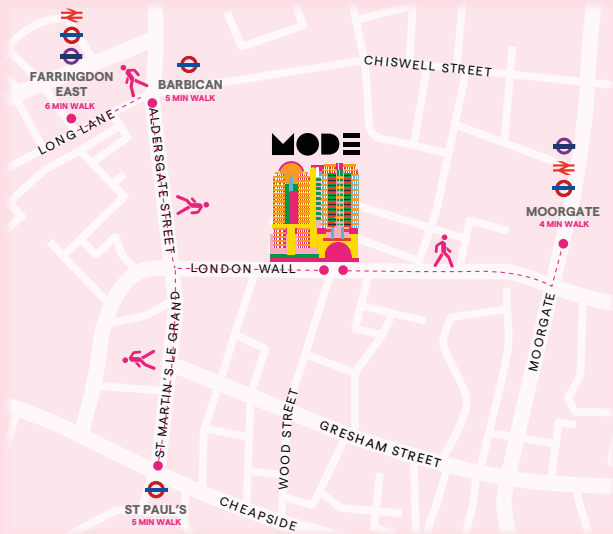 FARRINGDON
EAST
6 MIN WALK
BARBICAN
5 MIN WALK
CHISWELL STREET
LONG LANE
ALDERSGATE STREET
MODE
MOORGATE
4 MIN WALK
LONDON WALL
MOORGATE
ST MARTIN'S LE GRAND
WOOD STREET
GRESHAM STREET
CHEAPSIDE
ST PAUL'S
5 MIN WALK